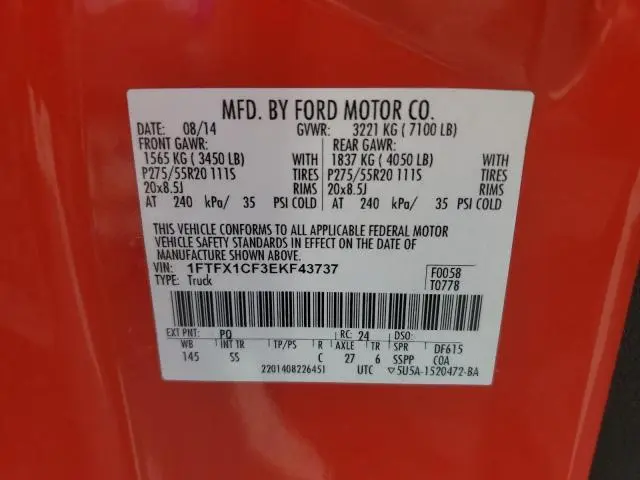 MFD. BY FORD MOTOR CO.
DATE: 08/14 GVWR: 3221 KG ( 7100 LB)
FRONT GAWR: REAR GAWR:
1565 KG ( 3450 LB) WITH 1837 KG ( 4050 LB) WITH
P275/55R20 111S TIRES P275/55R20 111S TIRES
20x8.5J RIMS 20x8.5J RIMS
AT 240 kPa/ 35 PSI COLD AT 240 kPa/ 35 PSI COLD
THIS VEHICLE CONFORMS TO ALL APPLICABLE FEDERAL MOTOR
VEHICLE SAFETY STANDARDS IN EFFECT ON THE DATE OF
MANUFACTURE SHOWN ABOVE.
VIN: 1FTFX1CF3EKF43737 F0058
TYPE: Truck T0778
EXT PNT: PQ RC: 24 DSO:
WB INT TR TP/PS R AXLE TR SPR DF615
145 SS C 27 6 SSPP COA
2201408226451 UTC ▽5U5A-1520472-BA